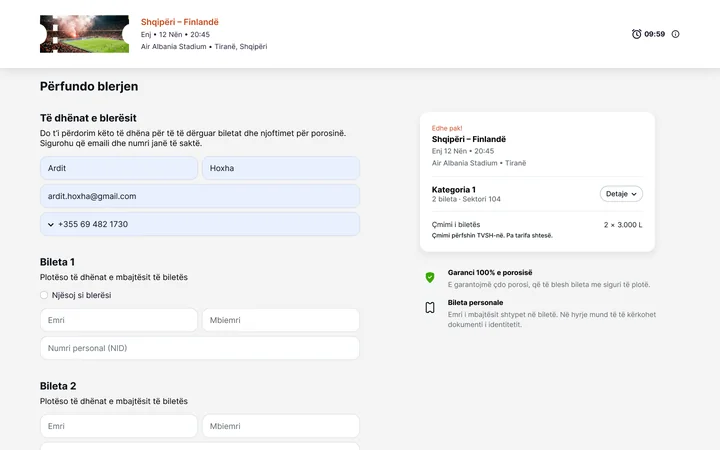 Shqipëri – Finlandë
Enj • 12 Nën • 20:45
Air Albania Stadium • Tiranë, Shqipëri
09:59
Përfundo blerjen
Të dhënat e blerësit
Do t'i përdorim këto të dhëna për të të dërguar biletat dhe njoftimet për porosinë.
Sigurohu që emaili dhe numri janë të saktë.
Ardit
Hoxha
ardit.hoxha@gmail.com
+355 69 482 1730
Bileta 1
Plotëso të dhënat e mbajtësit të biletës
Njësoj si blerësi
Emri
Mbiemri
Numri personal (NID)
Bileta 2
Plotëso të dhënat e mbajtësit të biletës
Emri
Mbiemri
Edhe pak!
Shqipëri – Finlandë
Enj 12 Nën • 20:45
Air Albania Stadium • Tiranë
Kategoria 1
2 bileta · Sektori 104
Detaje
Çmimi i biletës
2 × 3.000 L
Çmimi përfshin TVSH-në. Pa tarifa shtesë.
Garanci 100% e porosisë
E garantojmë çdo porosi, që të blesh bileta me siguri të plotë.
Bileta personale
Emri i mbajtësit shtypet në biletë. Në hyrje mund të të kërkohet
dokumenti i identitetit.